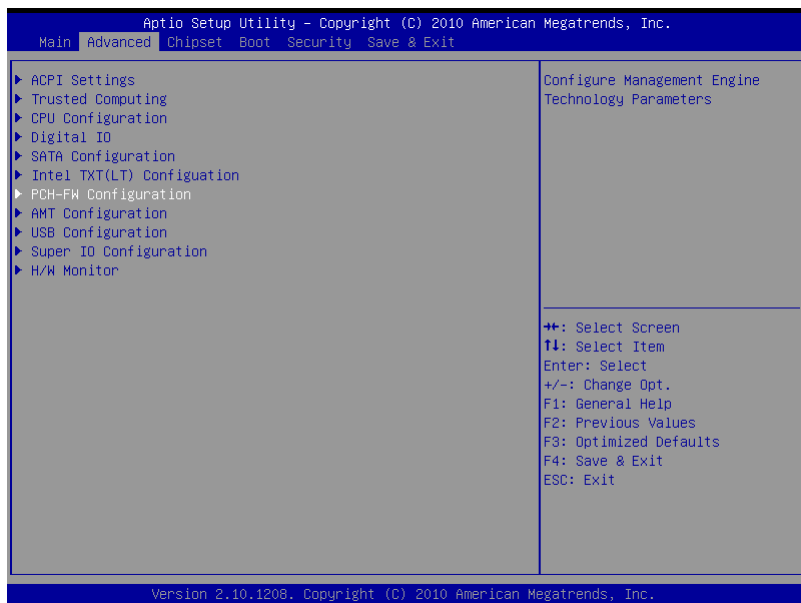 Aptio Setup Utility – Copyright (C) 2010 American Megatrends, Inc.
Main Advanced Chipset Boot Security Save & Exit
ACPI Settings
Trusted Computing
CPU Configuration
Digital IO
SATA Configuration
Intel TXT(LT) Configuation
PCH-FW Configuration
AMT Configuration
USB Configuration
Super IO Configuration
H/W Monitor
Configure Management Engine
Technology Parameters
→←: Select Screen
↑↓: Select Item
Enter: Select
+/-: Change Opt.
F1: General Help
F2: Previous Values
F3: Optimized Defaults
F4: Save & Exit
ESC: Exit
Version 2.10.1208. Copyright (C) 2010 American Megatrends, Inc.